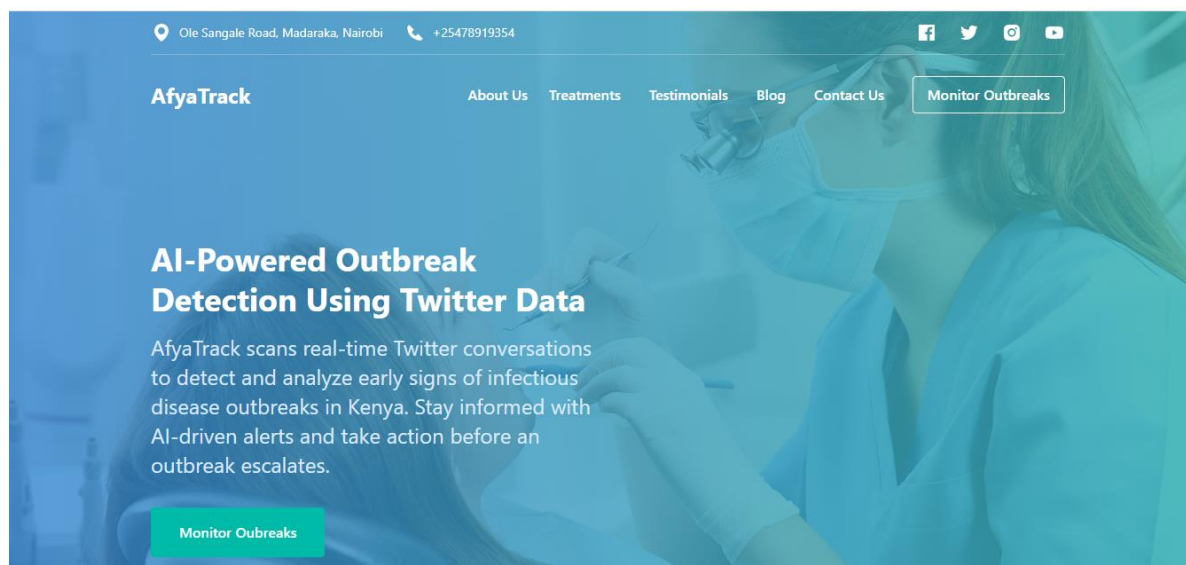 Ole Sangale Road, Madaraka, Nairobi +25478919354
AfyaTrack About Us Treatments Testimonials Blog Contact Us Monitor Outbreaks
AI-Powered Outbreak
Detection Using Twitter Data
AfyaTrack scans real-time Twitter conversations
to detect and analyze early signs of infectious
disease outbreaks in Kenya. Stay informed with
AI-driven alerts and take action before an
outbreak escalates.
Monitor Oubreaks